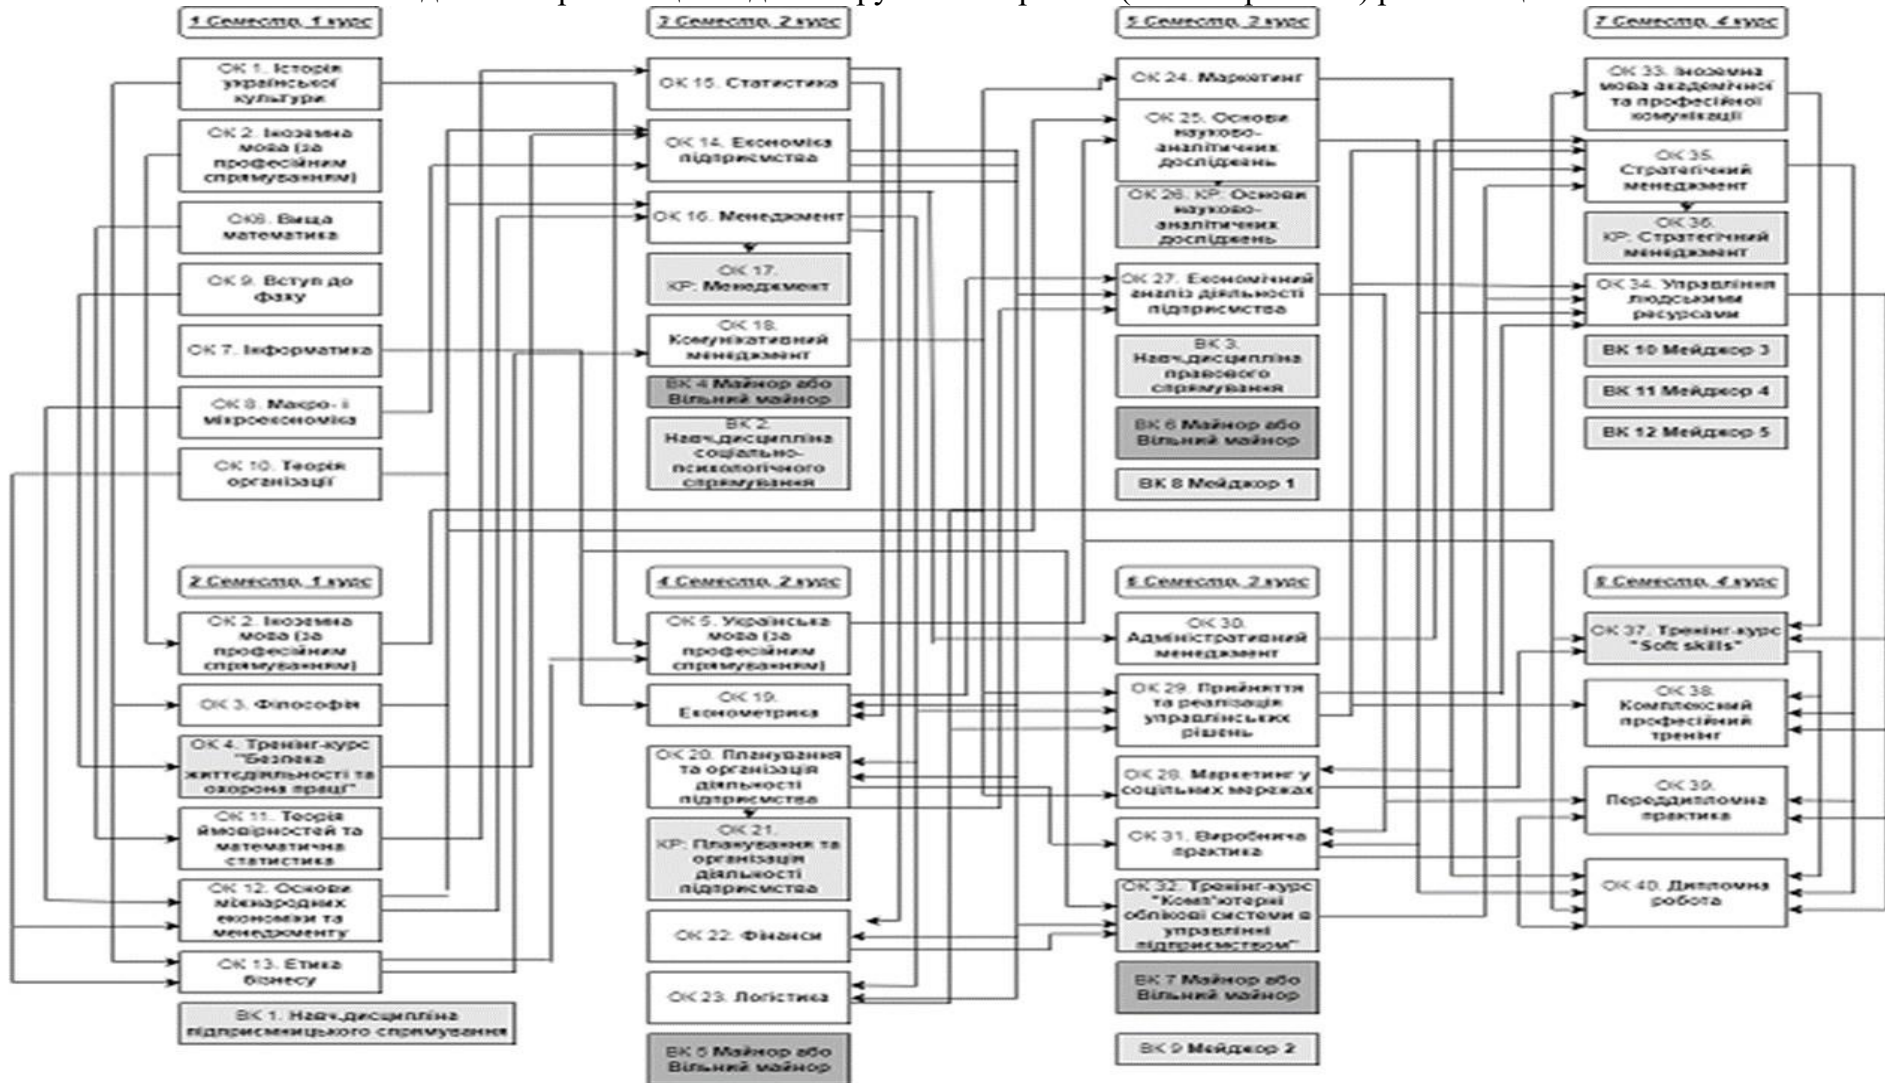 1 Семестр, 1 курс
ОК 1. Історія
української
культури
ОК 2. Іноземна
мова (за
професійним
спрямуванням)
ОК6. Вища
математика
ОК 9. Вступ до
фаху
ОК 7. Інформатика
ОК 8. Макро- і
мікроекономіка
ОК 10. Теорія
організації
2 Семестр, 1 курс
ОК 2. Іноземна
мова (за
професійним
спрямуванням)
ОК 3. Філософія
ОК 4. Тренінг-курс
"Безпека
життєдіяльності та
охорона праці"
ОК 11. Теорія
ймовірностей та
математична
статистика
ОК 12. Основи
міжнародних
економіки та
менеджменту
ОК 13. Етика
бізнесу
ВК 1. Навч.дисципліна
підприємницького спрямування
3 Семестр, 2 курс
ОК 15. Статистика
ОК 14. Економіка
підприємства
ОК 16. Менеджмент
ОК 17.
КР: Менеджмент
ОК 18.
Комунікативний
менеджмент
ВК 4 Майнор або
Вільний майнор
ВК 2.
Навч.дисципліна
соціально-
психологічного
спрямування
4 Семестр, 2 курс
ОК 5. Українська
мова (за
професійним
спрямуванням)
ОК 19.
Економетрика
ОК 20. Планування
та організація
діяльності
підприємства
ОК 21.
КР: Планування та
організація
діяльності
підприємства
ОК 22. Фінанси
ОК 23. Логістика
ВК 5 Майнор або
Вільний майнор
5 Семестр, 3 курс
ОК 24. Маркетинг
ОК 25. Основи
науково-
аналітичних
досліджень
ОК 26. КР: Основи
науково-
аналітичних
досліджень
ОК 27. Економічний
аналіз діяльності
підприємства
ВК 3.
Навч.дисципліна
правового
спрямування
ВК 6 Майнор або
Вільний майнор
ВК 8 Мейджор 1
6 Семестр, 3 курс
ОК 30.
Адміністративний
менеджмент
ОК 29. Прийняття
та реалізація
управлінських
рішень
ОК 28. Маркетинг у
соцільних мережах
ОК 31. Виробнича
практика
ОК 32. Тренінг-курс
"Комп'ютерні
облікові системи в
управлінні
підприємством"
ВК 7 Майнор або
Вільний майнор
ВК 9 Мейджор 2
7 Семестр, 4 курс
ОК 33. Іноземна
мова академічної
та професійної
комунікації
ОК 35.
Стратегічний
менеджмент
ОК 36.
КР: Стратегічний
менеджмент
ОК 34. Управління
людськими
ресурсами
ВК 10 Мейджор 3
ВК 11 Мейджор 4
ВК 12 Мейджор 5
8 Семестр, 4 курс
ОК 37. Тренінг-курс
"Soft skills"
ОК 38.
Комплексний
професійний
тренінг
ОК 39.
Переддипломна
практика
ОК 40. Дипломна
робота